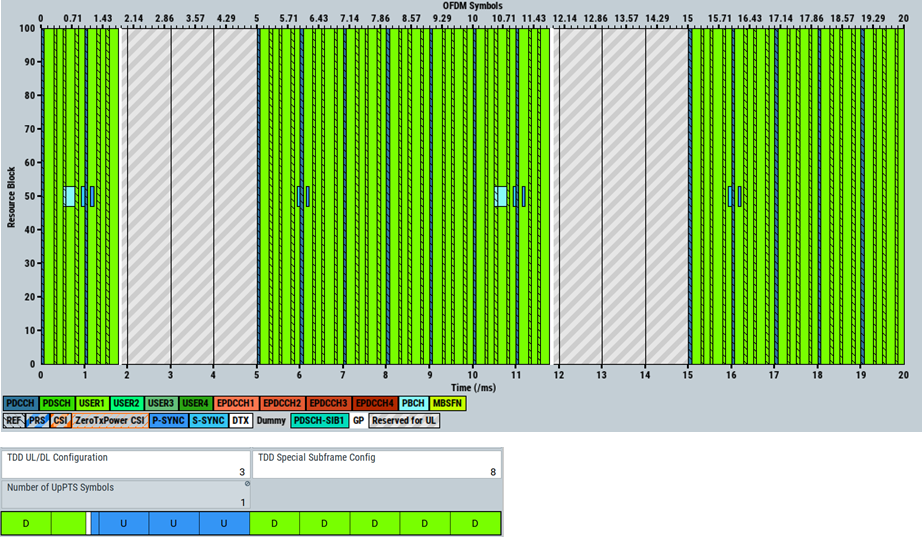 OFDM Symbols
0 0.71 1.43 2.14 2.86 3.57 4.29 5 5.71 6.43 7.14 7.86 8.57 9.29 10 10.71 11.43 12.14 12.86 13.57 14.29 15 15.71 16.43 17.14 17.86 18.57 19.29 20
100
90
80
70
60
50
40
30
20
10
0
Resource Block
0 1 2 3 4 5 6 7 8 9 10 11 12 13 14 15 16 17 18 19 20
Time (/ms)
PDCCH PDSCH USER1 USER2 USER3 USER4 EPDCCH1 EPDCCH2 EPDCCH3 EPDCCH4 PBCH MBSFN
REF PRS CSI ZeroTxPower CSI P-SYNC S-SYNC DTX Dummy PDSCH-SIB1 GP Reserved for UL
TDD UL/DL Configuration
3
TDD Special Subframe Config
8
Number of UpPTS Symbols
1
D U U U D D D D D